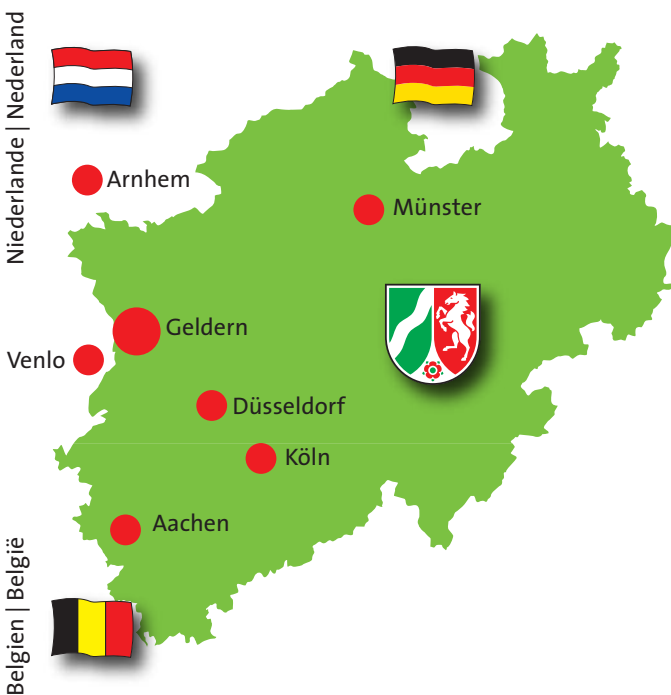 Niederlande | Nederland
Arnhem
Münster
Geldern
Venlo
Düsseldorf
Köln
Aachen
Belgien | België